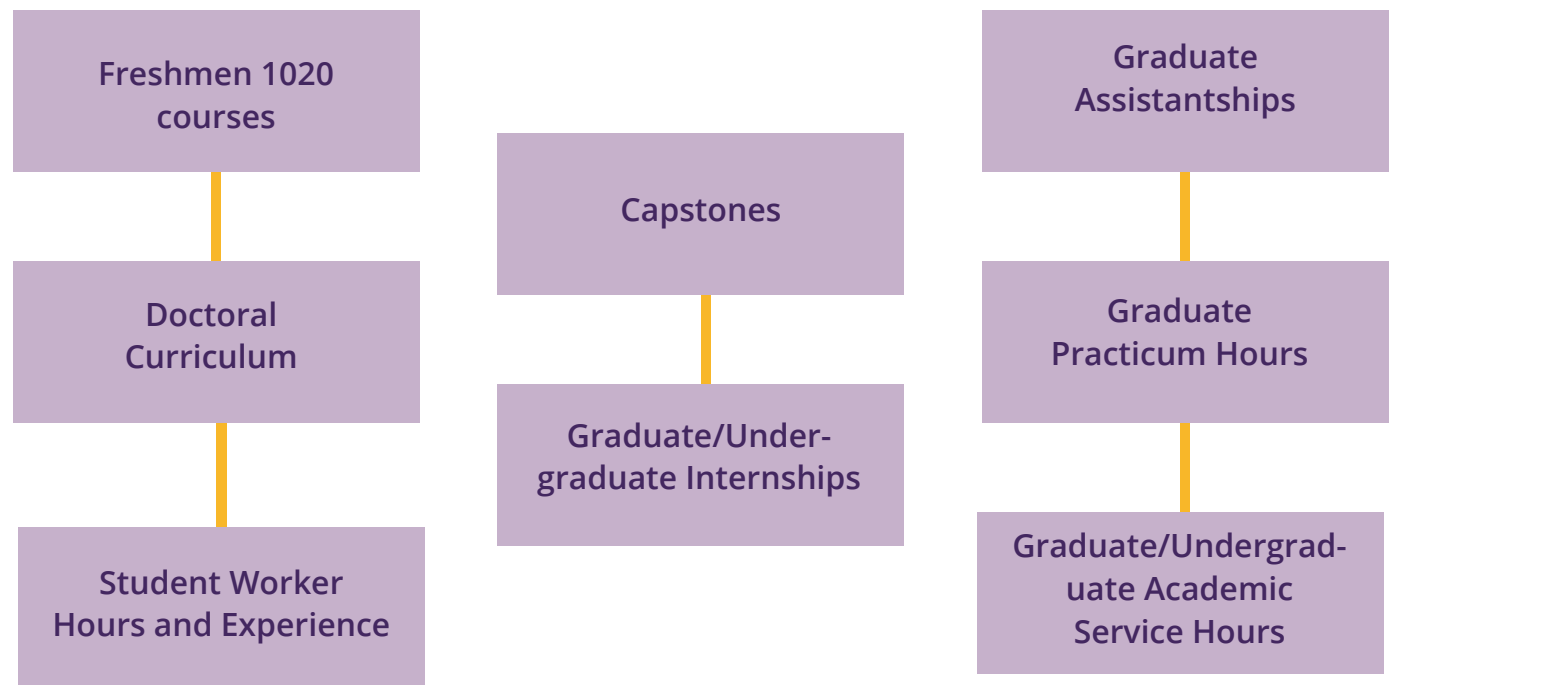 Freshmen 1020
courses
Doctoral
Curriculum
Student Worker
Hours and Experience
Capstones
Graduate/Under-
graduate Internships
Graduate
Assistantships
Graduate
Practicum Hours
Graduate/Undergrad-
uate Academic
Service Hours